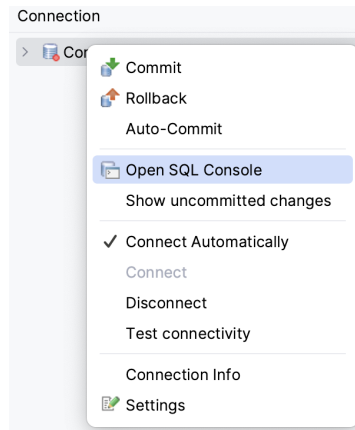 Connection
Commit
Rollback
Auto-Commit
Open SQL Console
Show uncommitted changes
Connect Automatically
Connect
Disconnect
Test connectivity
Connection Info
Settings